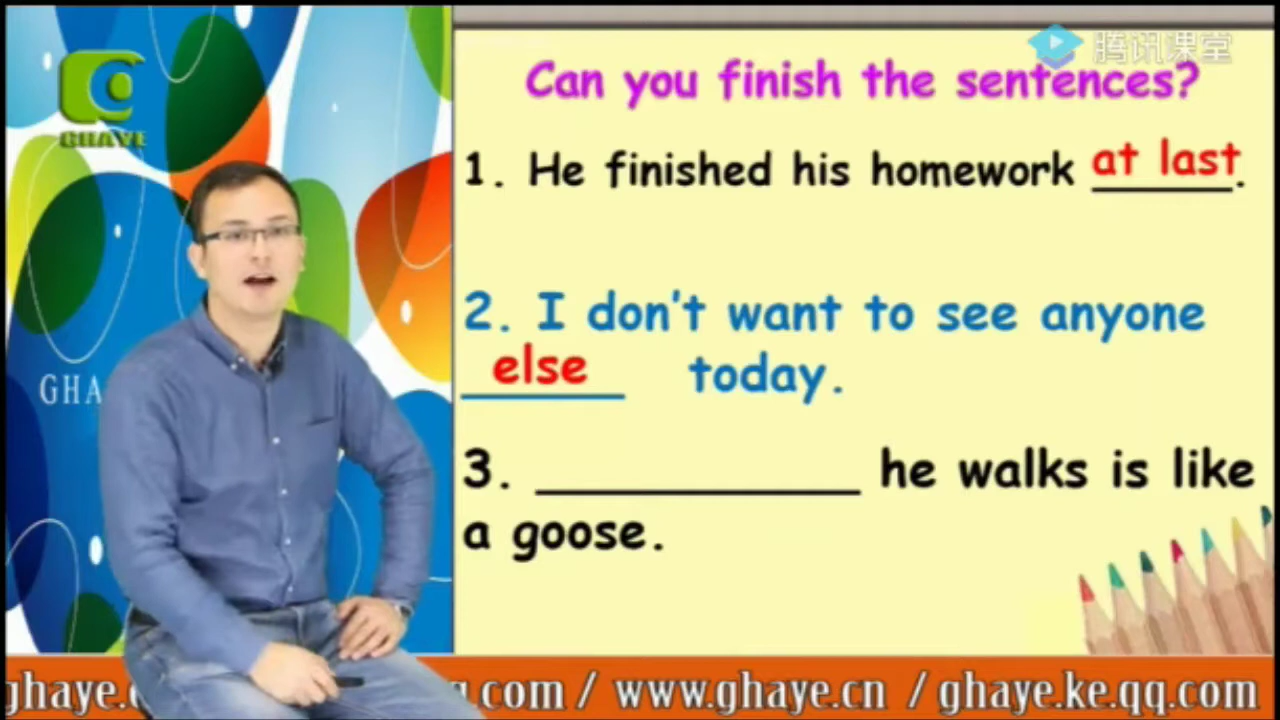 腾讯课堂
GHAYE
Can you finish the sentences?
1. He finished his homework at last.
2. I don't want to see anyone
else today.
GHA
3. __________ he walks is like
a goose.
ghaye. q.com / www.ghaye.cn / ghaye.ke.qq.com